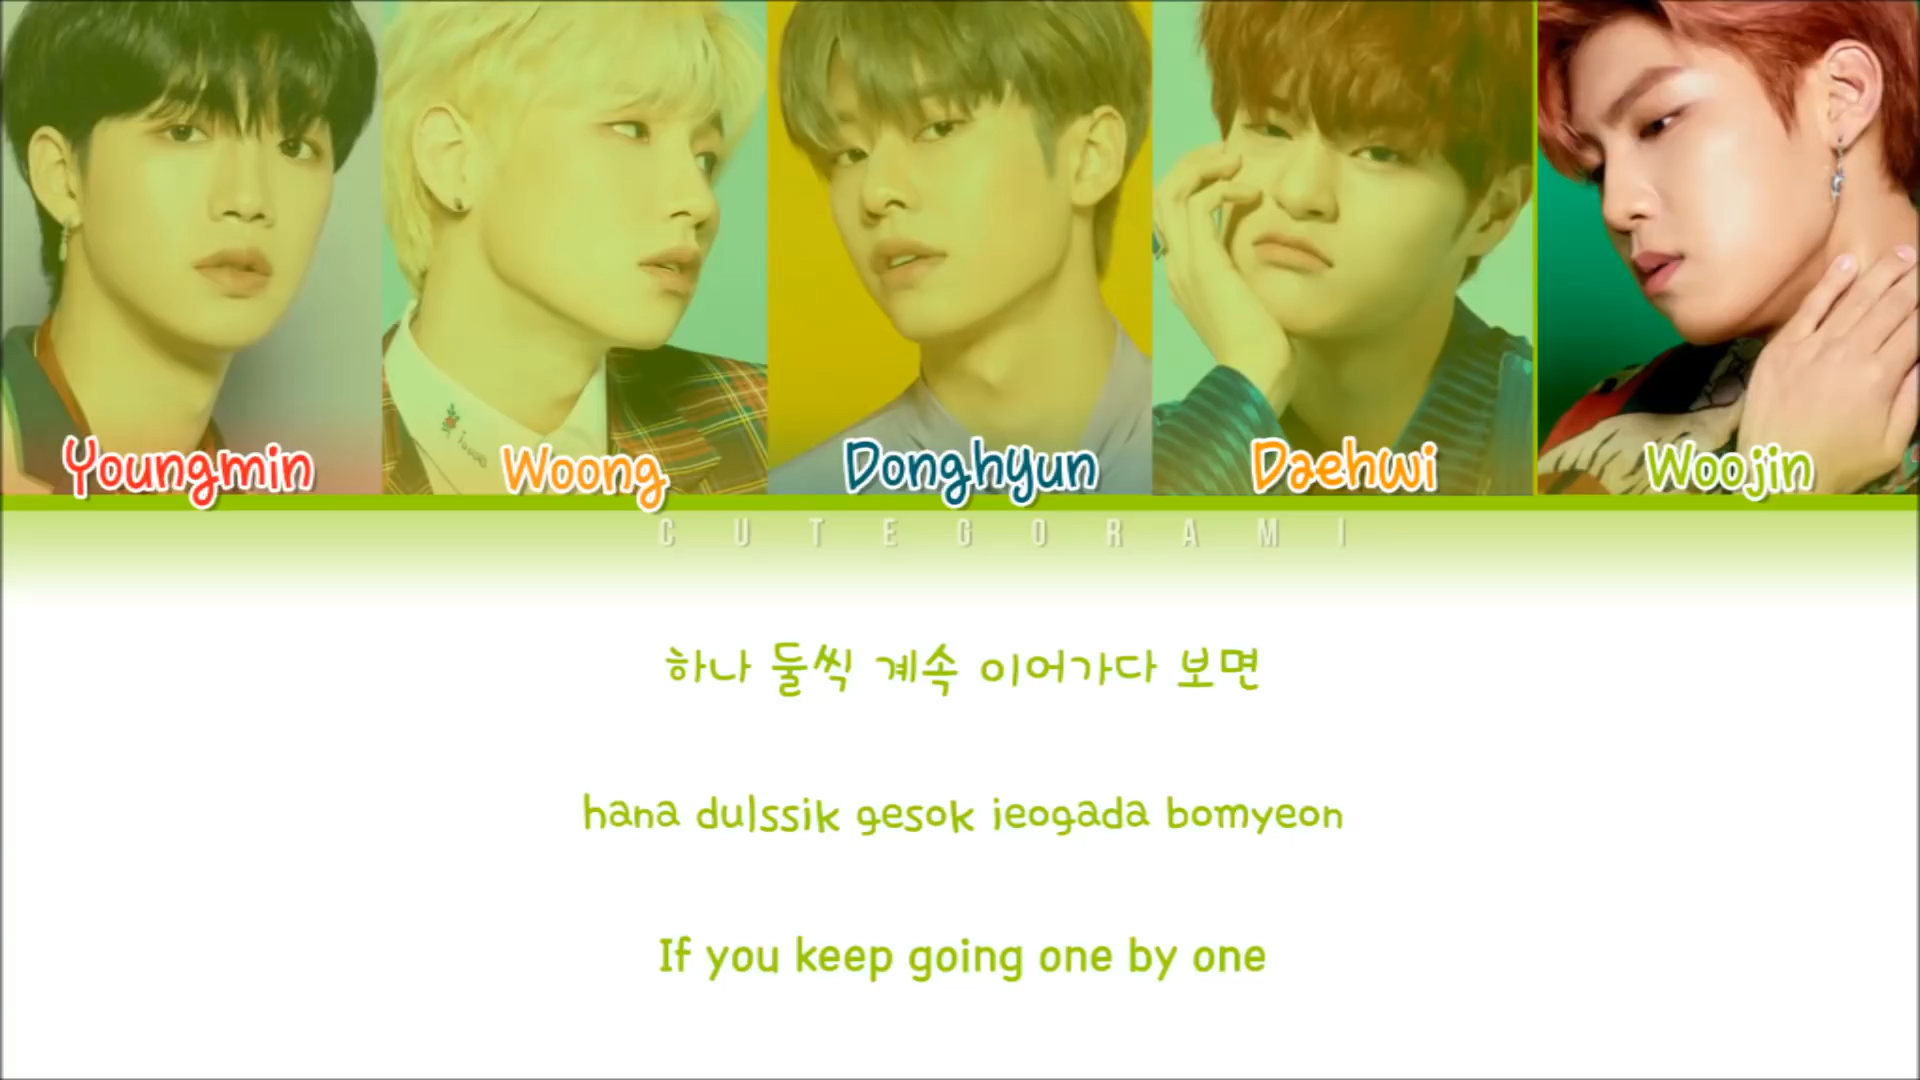 Youngmin Woong Donghyun Daehwi Woojin
CUTEGORAMI
하나 둘씩 계속 이어가다 보면
hana dulssik gesok ieogada bomyeon
If you keep going one by one